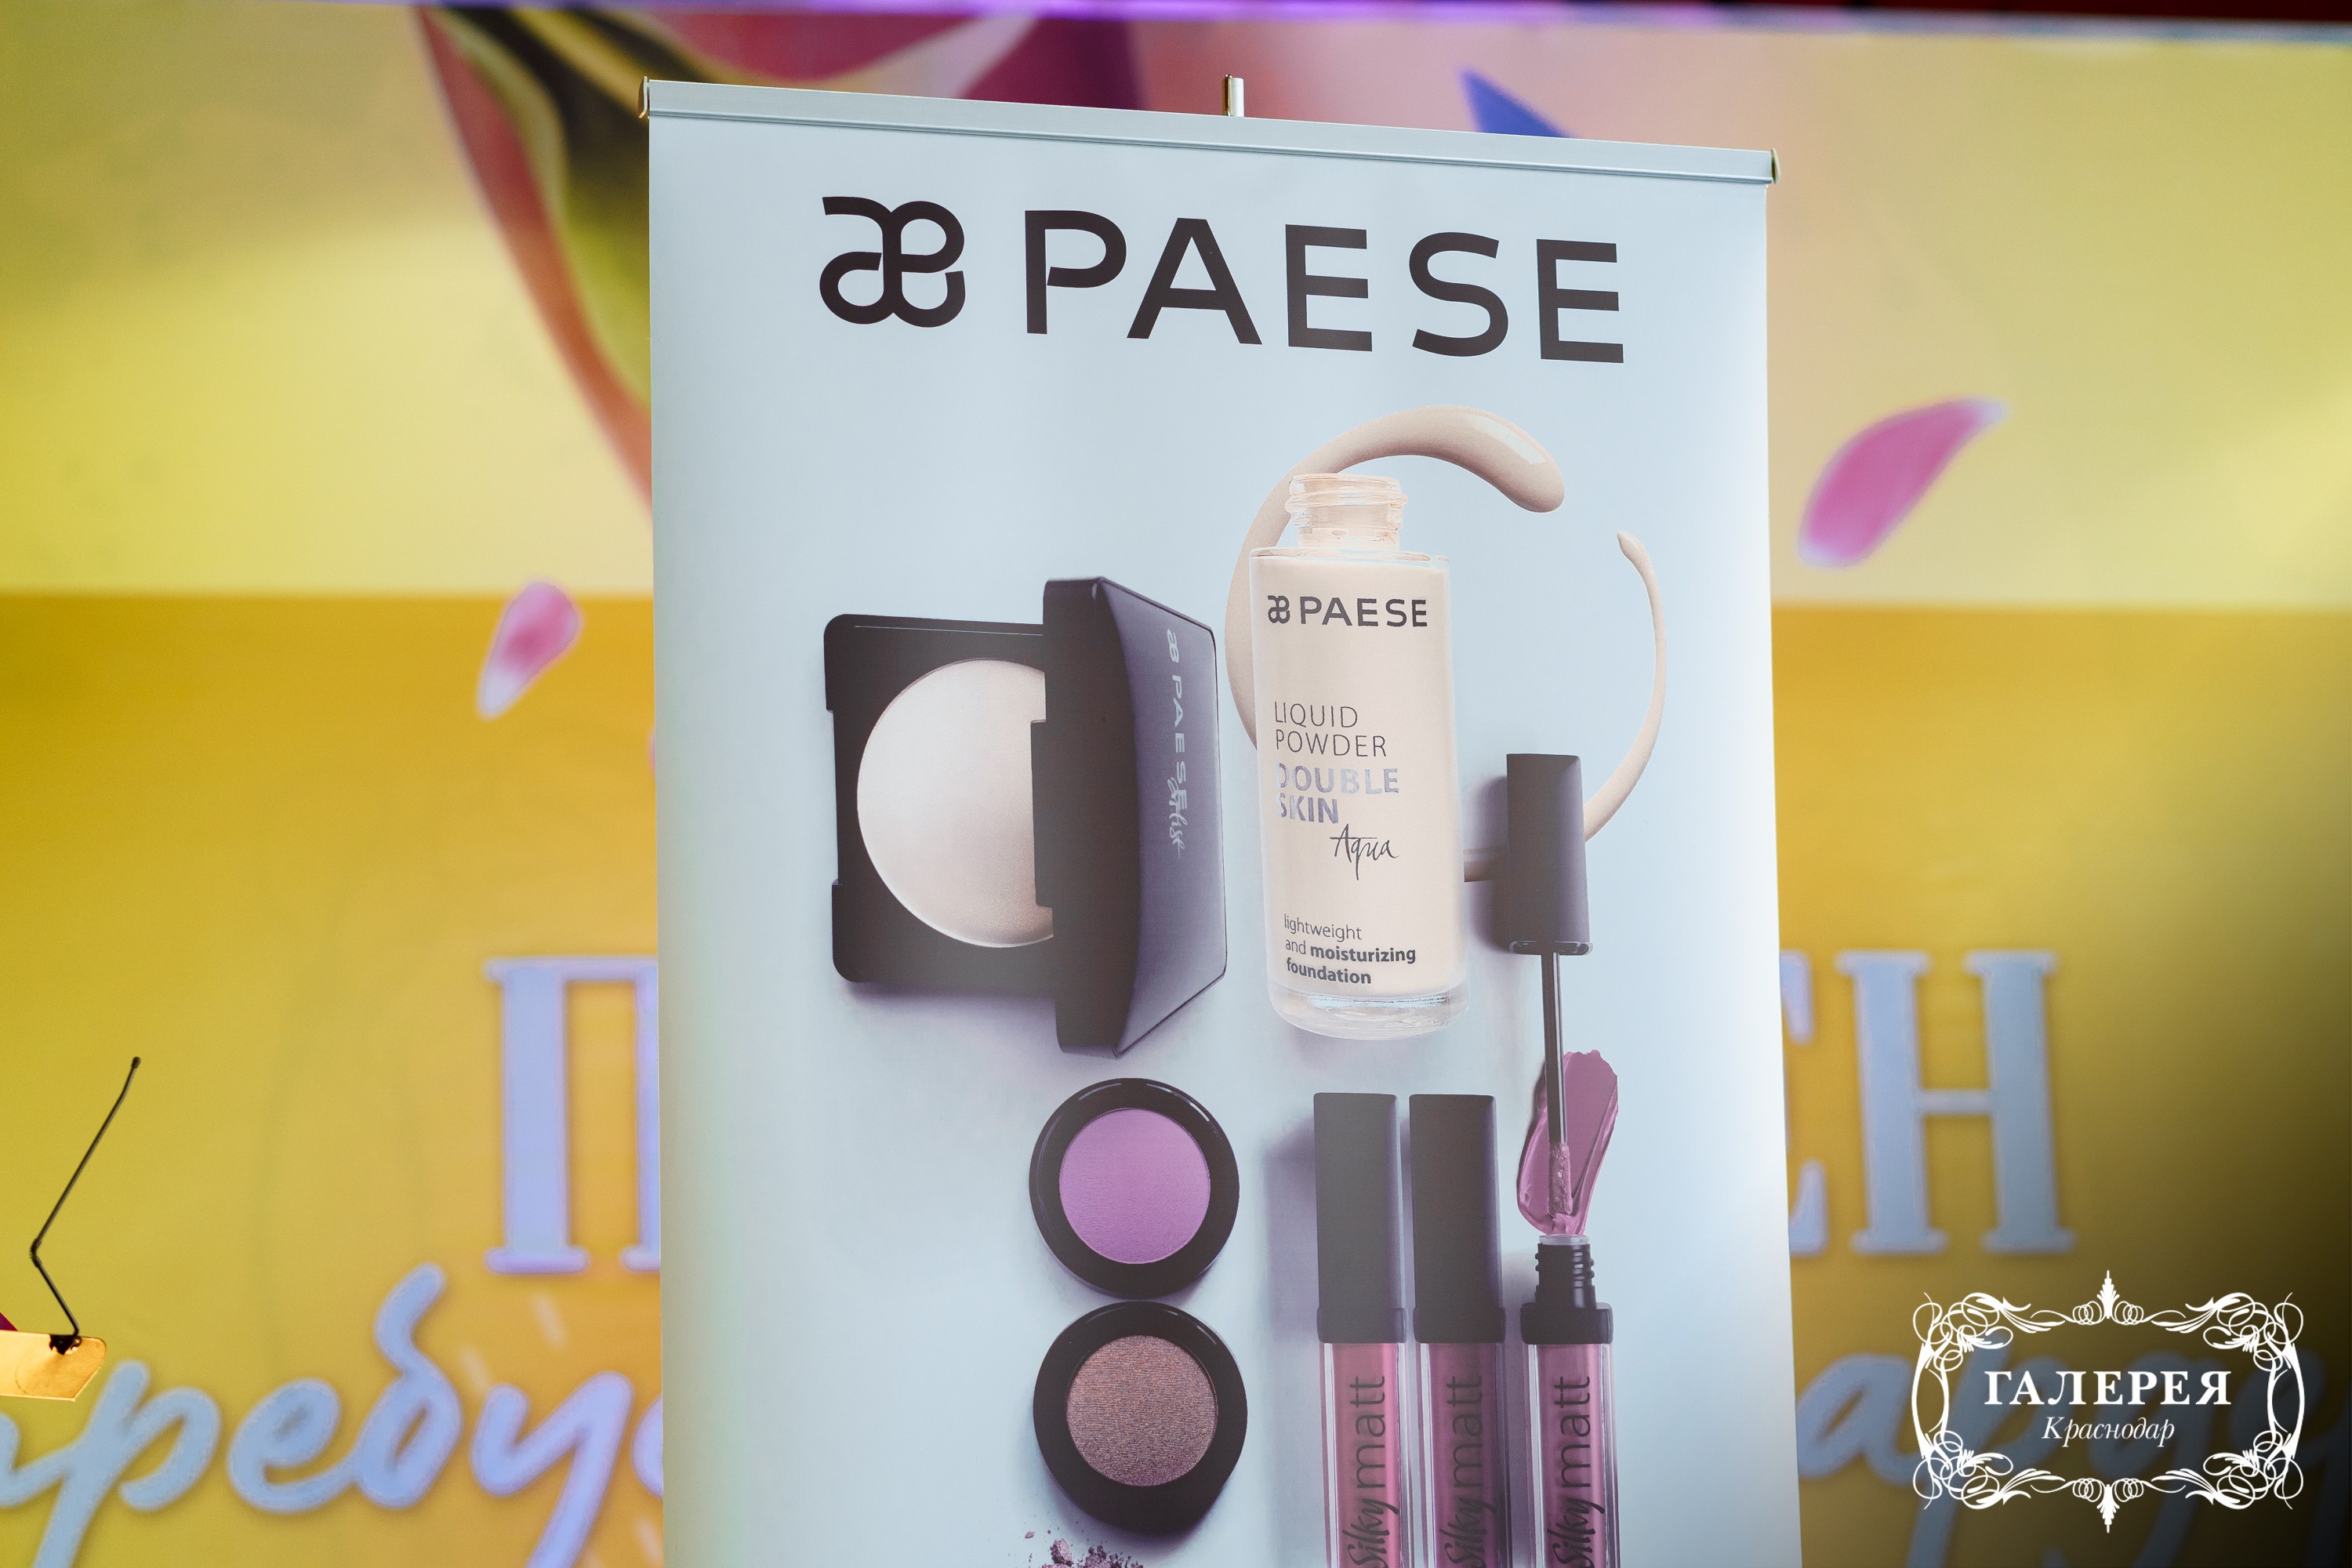 PAESE
PAESE
LIQUID
POWDER
DOUBLE
SKIN
Aqua
lightweight
and moisturizing
foundation
PAESE
Silky matt
Silky matt
Silky matt
ГАЛЕРЕЯ
Краснодар